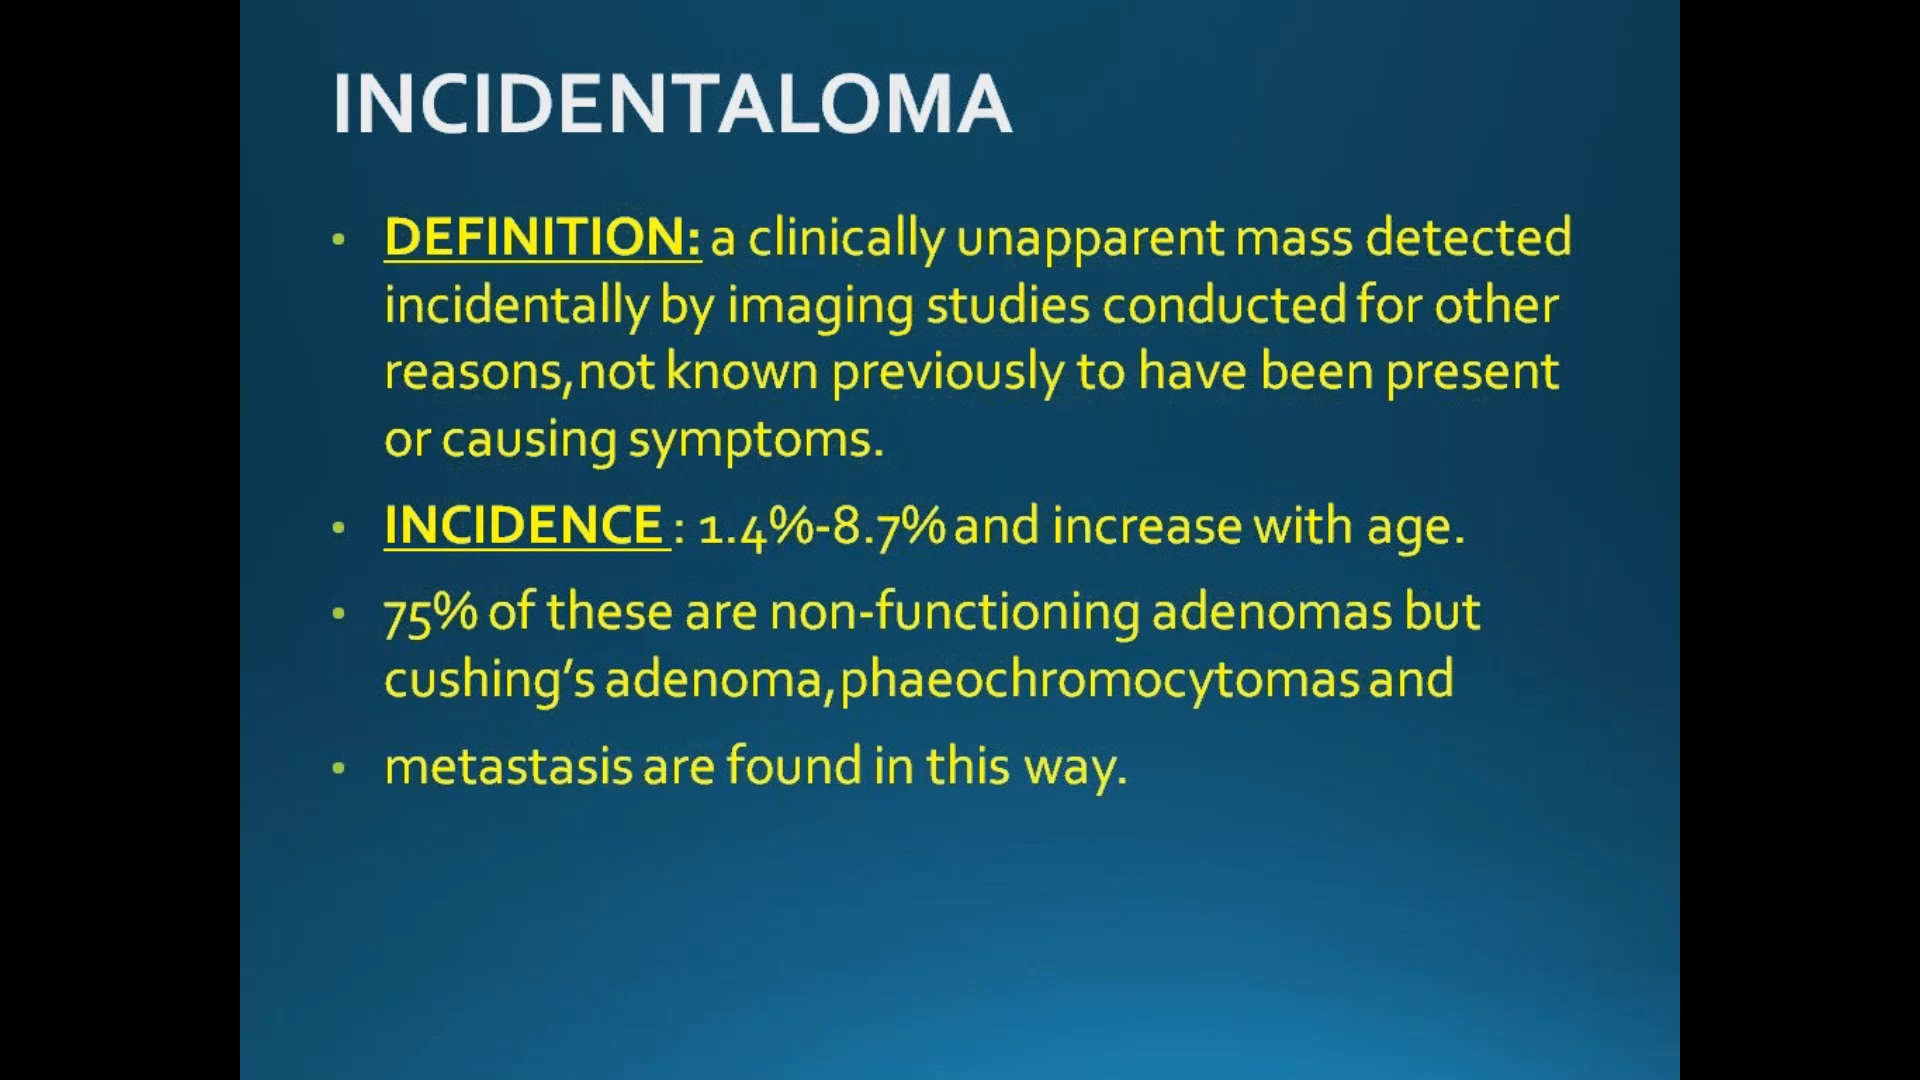 INCIDENTALOMA
• DEFINITION: a clinically unapparent mass detected
incidentally by imaging studies conducted for other
reasons,not known previously to have been present
or causing symptoms.
• INCIDENCE : 1.4%-8.7% and increase with age.
• 75% of these are non-functioning adenomas but
cushing’s adenoma,phaeochromocytomas and
• metastasis are found in this way.